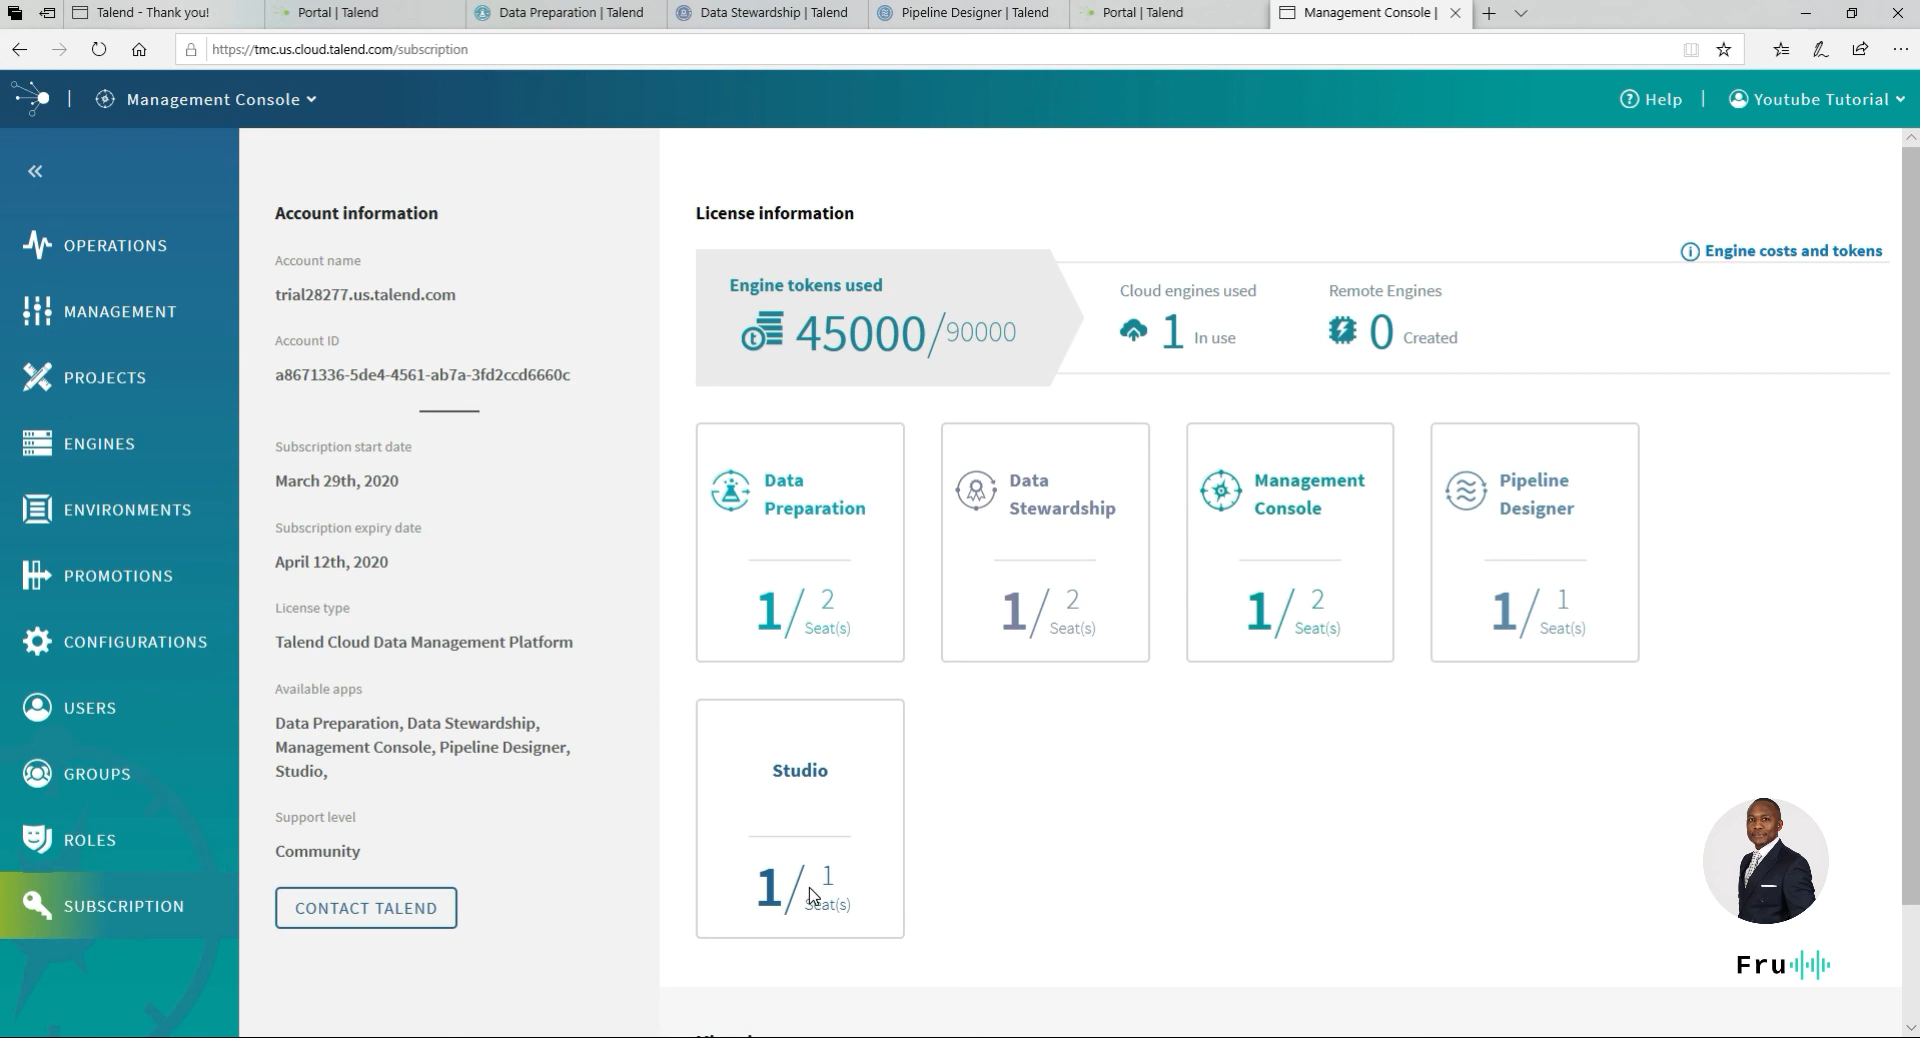 Talend - Thank you!
Portal | Talend
Data Preparation | Talend
Data Stewardship | Talend
Pipeline Designer | Talend
Portal | Talend
Management Console |
https://tmc.us.cloud.talend.com/subscription
Management Console
Help
Youtube Tutorial
OPERATIONS
MANAGEMENT
PROJECTS
ENGINES
ENVIRONMENTS
PROMOTIONS
CONFIGURATIONS
USERS
GROUPS
ROLES
SUBSCRIPTION
Account information
Account name
trial28277.us.talend.com
Account ID
a8671336-5de4-4561-ab7a-3fd2ccd6660c
Subscription start date
March 29th, 2020
Subscription expiry date
April 12th, 2020
License type
Talend Cloud Data Management Platform
Available apps
Data Preparation, Data Stewardship,
Management Console, Pipeline Designer,
Studio,
Support level
Community
CONTACT TALEND
License information
Engine costs and tokens
Engine tokens used
45000/90000
Cloud engines used
1 In use
Remote Engines
0 Created
Data
Preparation
1/2
Seat(s)
Data
Stewardship
1/2
Seat(s)
Management
Console
1/2
Seat(s)
Pipeline
Designer
1/1
Seat(s)
Studio
1/1
Seat(s)
Fru